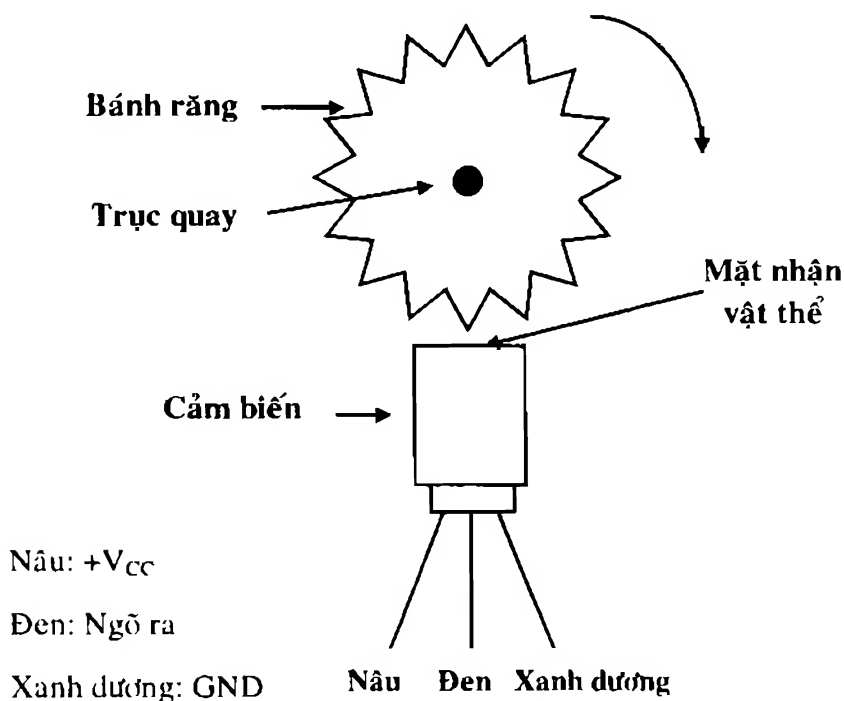 Bánh răng
Trục quay
Mặt nhận
vật thể
Cảm biến
Nâu: +VCC
Đen: Ngõ ra
Xanh dương: GND
Nâu Đen Xanh dương